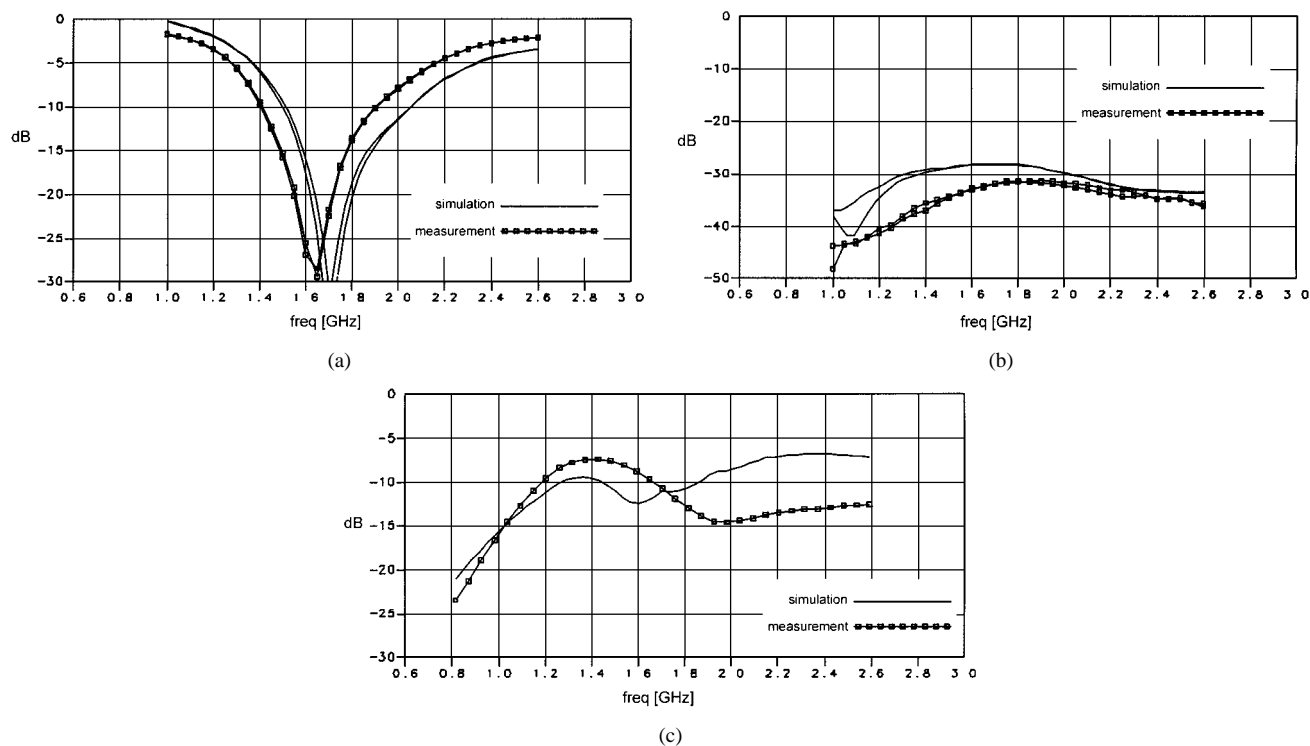 0
-5
-10
dB
-15
-20
-25
-30
simulation
measurement
0.6 0.8 1.0 1.2 1.4 1.6 1.8 2.0 2.2 2.4 2.6 2.8 3 0
freq [GHz]
(a)
0
-10
-20
-30
dB
-40
-50
simulation
measurement
0.6 0.8 1.0 1.2 1.4 1 6 1 8 2 0 2.2 2.4 2.6 2.8 3 0
freq [GHz]
(b)
0
-5
-10
dB -15
-20
-25
-30
simulation
measurement
0.6 0.8 1.0 1.2 1.4 1.6 1 8 2 0 2.2 2.4 2.6 2.8 3 0
freq [GHz]
(c)